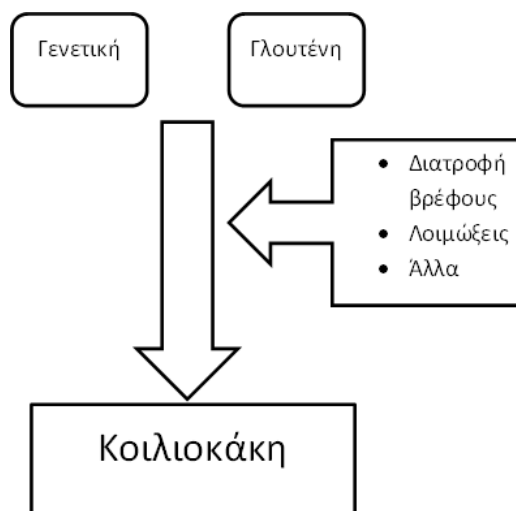 Γενετική
Γλουτένη
• Διατροφή
βρέφους
• Λοιμώξεις
• Άλλα
Κοιλιοκάκη